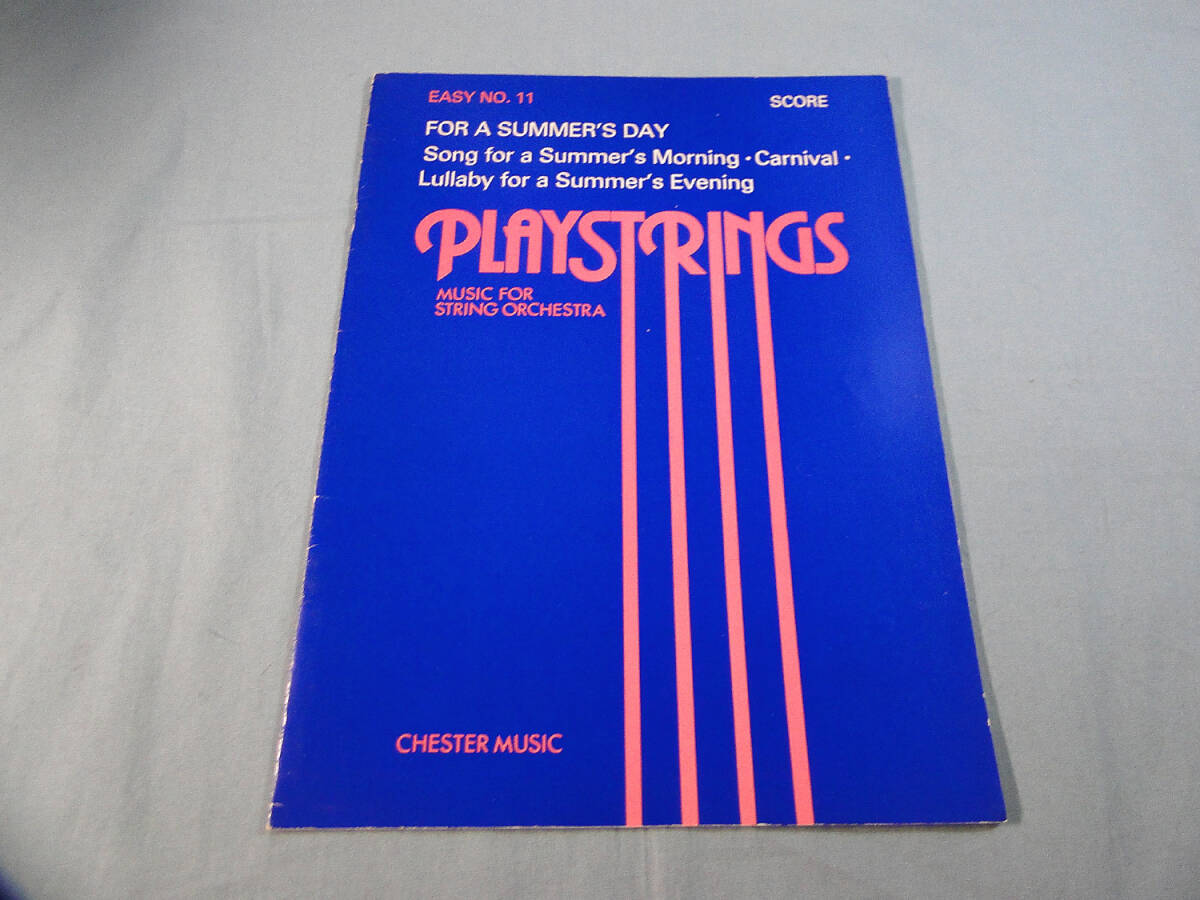 EASY NO. 11
SCORE
FOR A SUMMER'S DAY
Song for a Summer's Morning • Carnival •
Lullaby for a Summer's Evening
PLAYSTRINGS
MUSIC FOR
STRING ORCHESTRA
CHESTER MUSIC